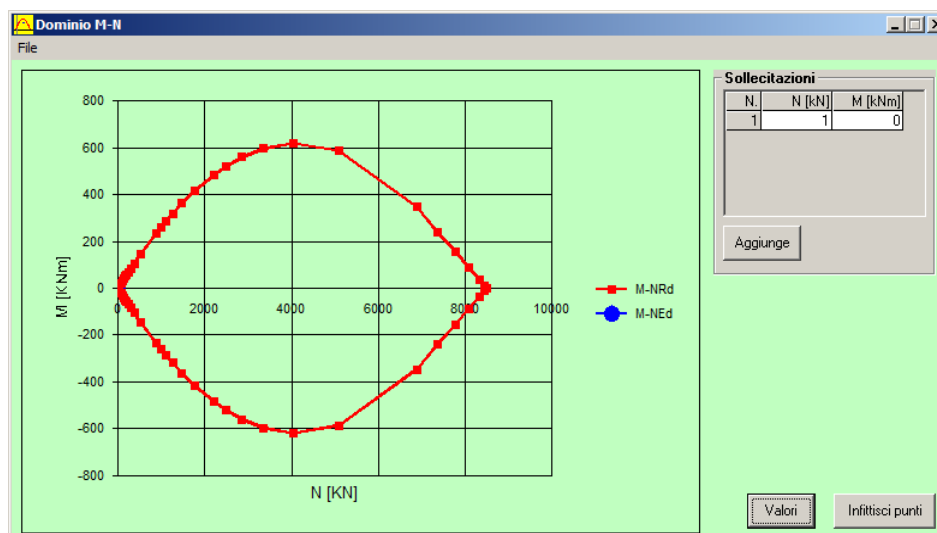 Dominio M-N
File
Sollecitazioni
N. N [kN] M [kNm]
1 1 0
Aggiunge
800
600
400
200
0
-200
-400
-600
-800
M [KNm]
0 2000 4000 6000 8000 10000
N [KN]
M-NRd
M-NEd
Valori
Infittisci punti